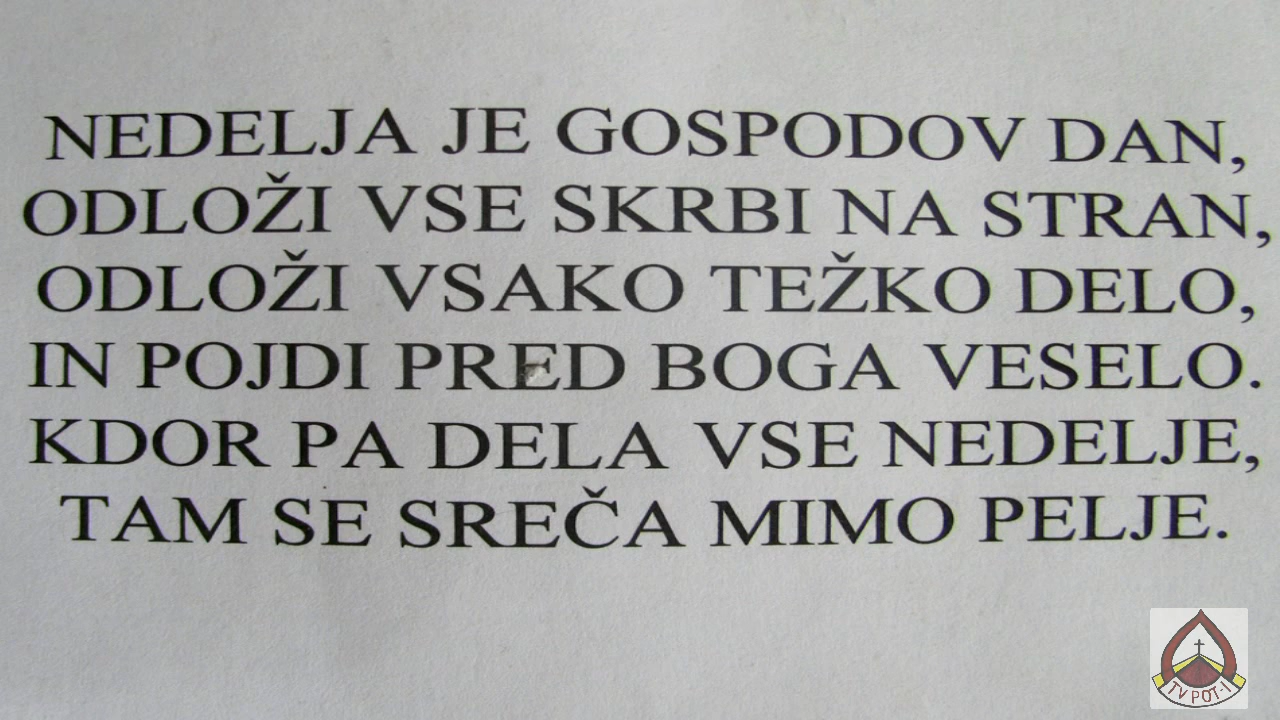 NEDELJA JE GOSPODOV DAN,
ODLOŽI VSE SKRBI NA STRAN,
ODLOŽI VSAKO TEŽKO DELO,
IN POJDI PRED BOGA VESELO.
KDOR PA DELA VSE NEDELJE,
TAM SE SREČA MIMO PELJE.
TV POT-1